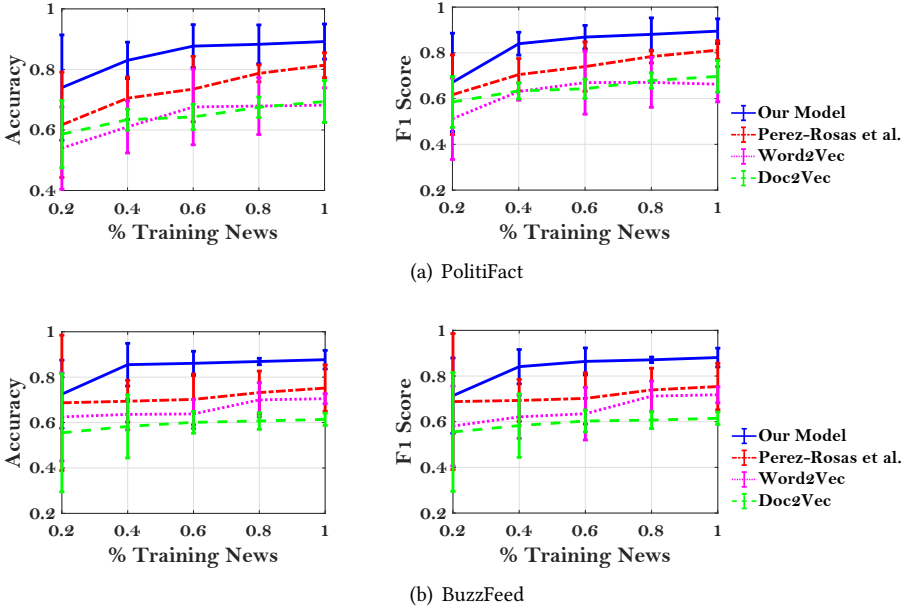 1
0.8
0.6
0.4
Accuracy
0.2 0.4 0.6 0.8 1
% Training News
1
0.8
0.6
0.4
0.2
F1 Score
0.2 0.4 0.6 0.8 1
% Training News
Our Model
Perez-Rosas et al.
Word2Vec
Doc2Vec
(a) PolitiFact
1
0.8
0.6
0.4
0.2
Accuracy
0.2 0.4 0.6 0.8 1
% Training News
1
0.8
0.6
0.4
0.2
F1 Score
0.2 0.4 0.6 0.8 1
% Training News
Our Model
Perez-Rosas et al.
Word2Vec
Doc2Vec
(b) BuzzFeed